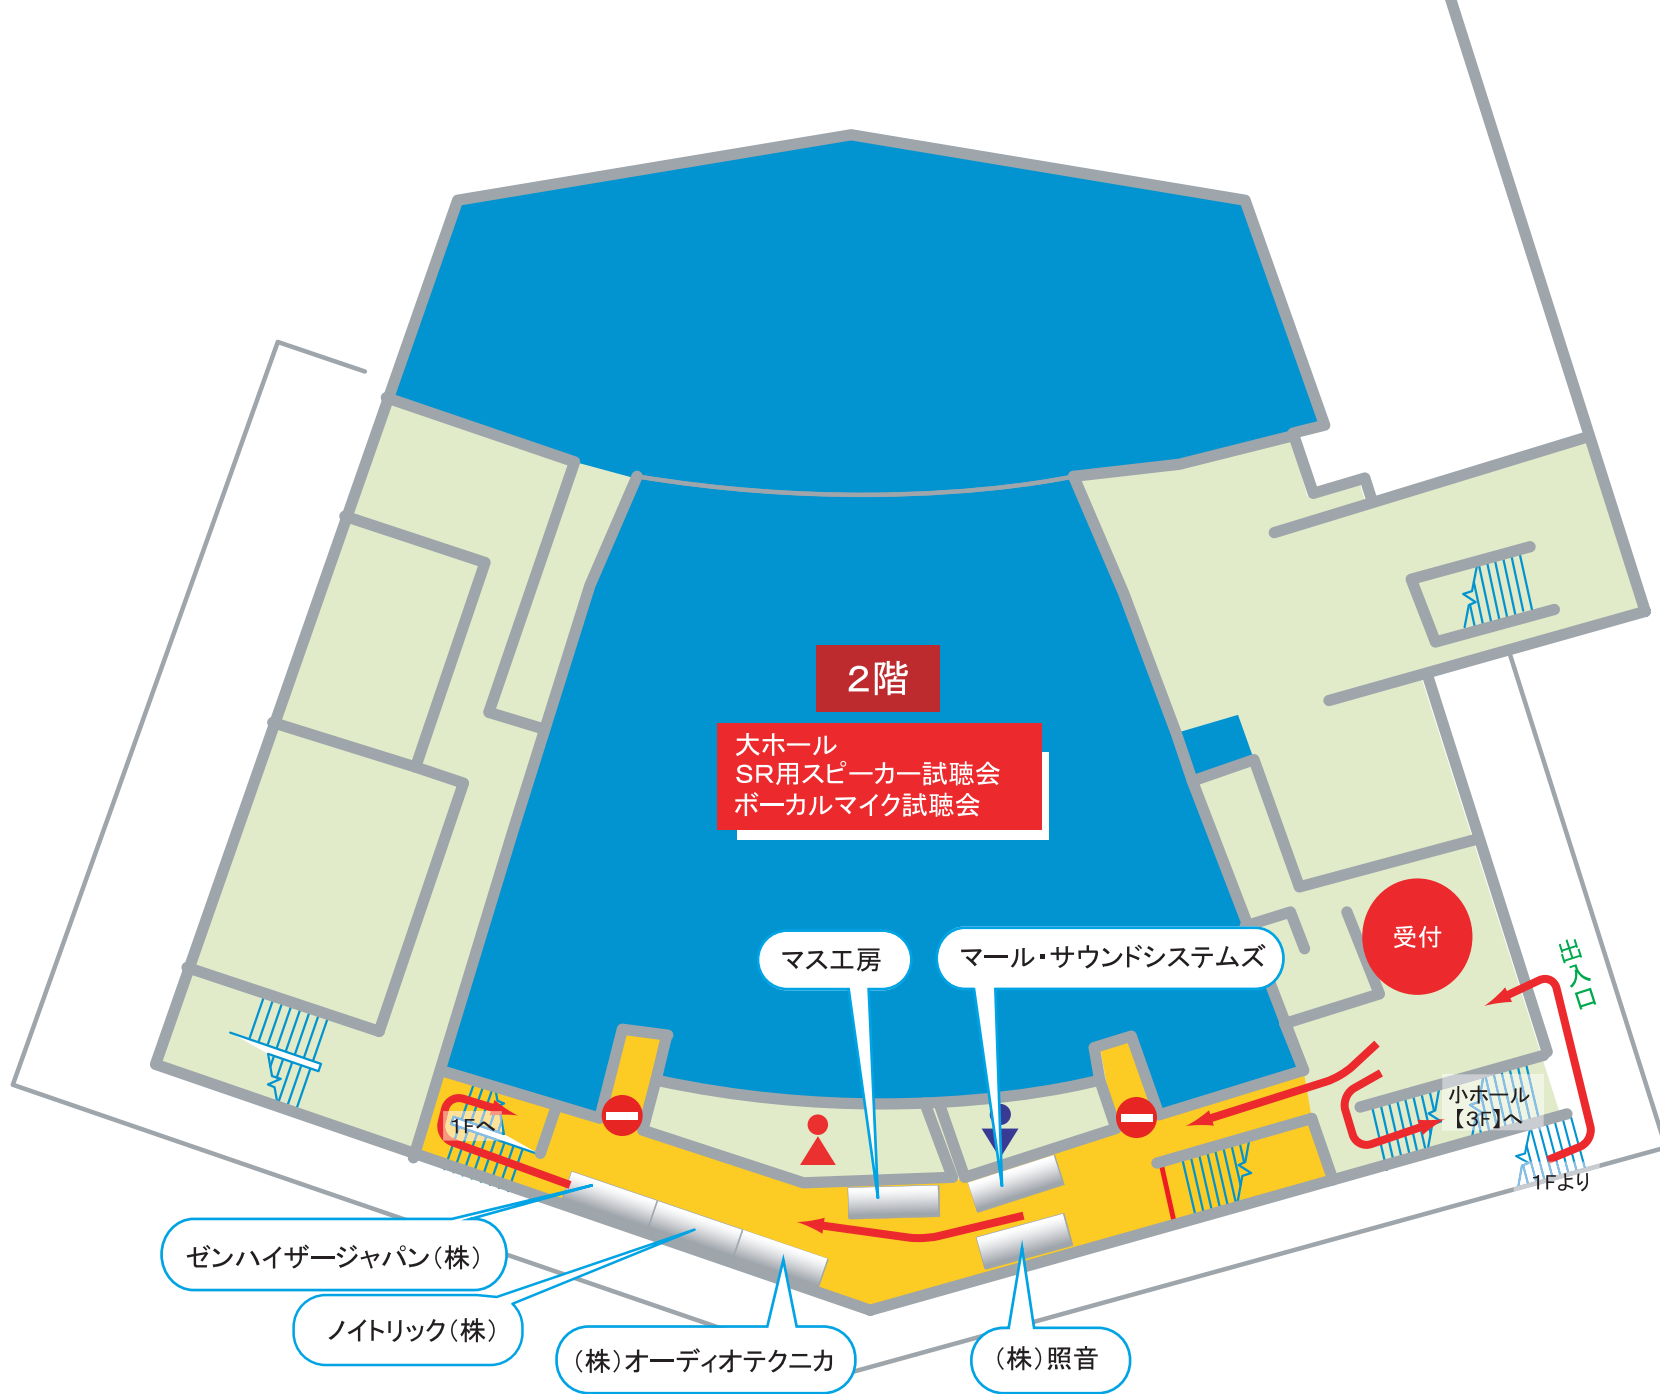 ２階
大ホール
SR用スピーカー試聴会
ボーカルマイク試聴会
マス工房
マール・サウンドシステムズ
受付
出入口
小ホール
【3F】へ
1Fより
1Fへ
ゼンハイザージャパン（株）
ノイトリック（株）
（株）オーディオテクニカ
（株）照音